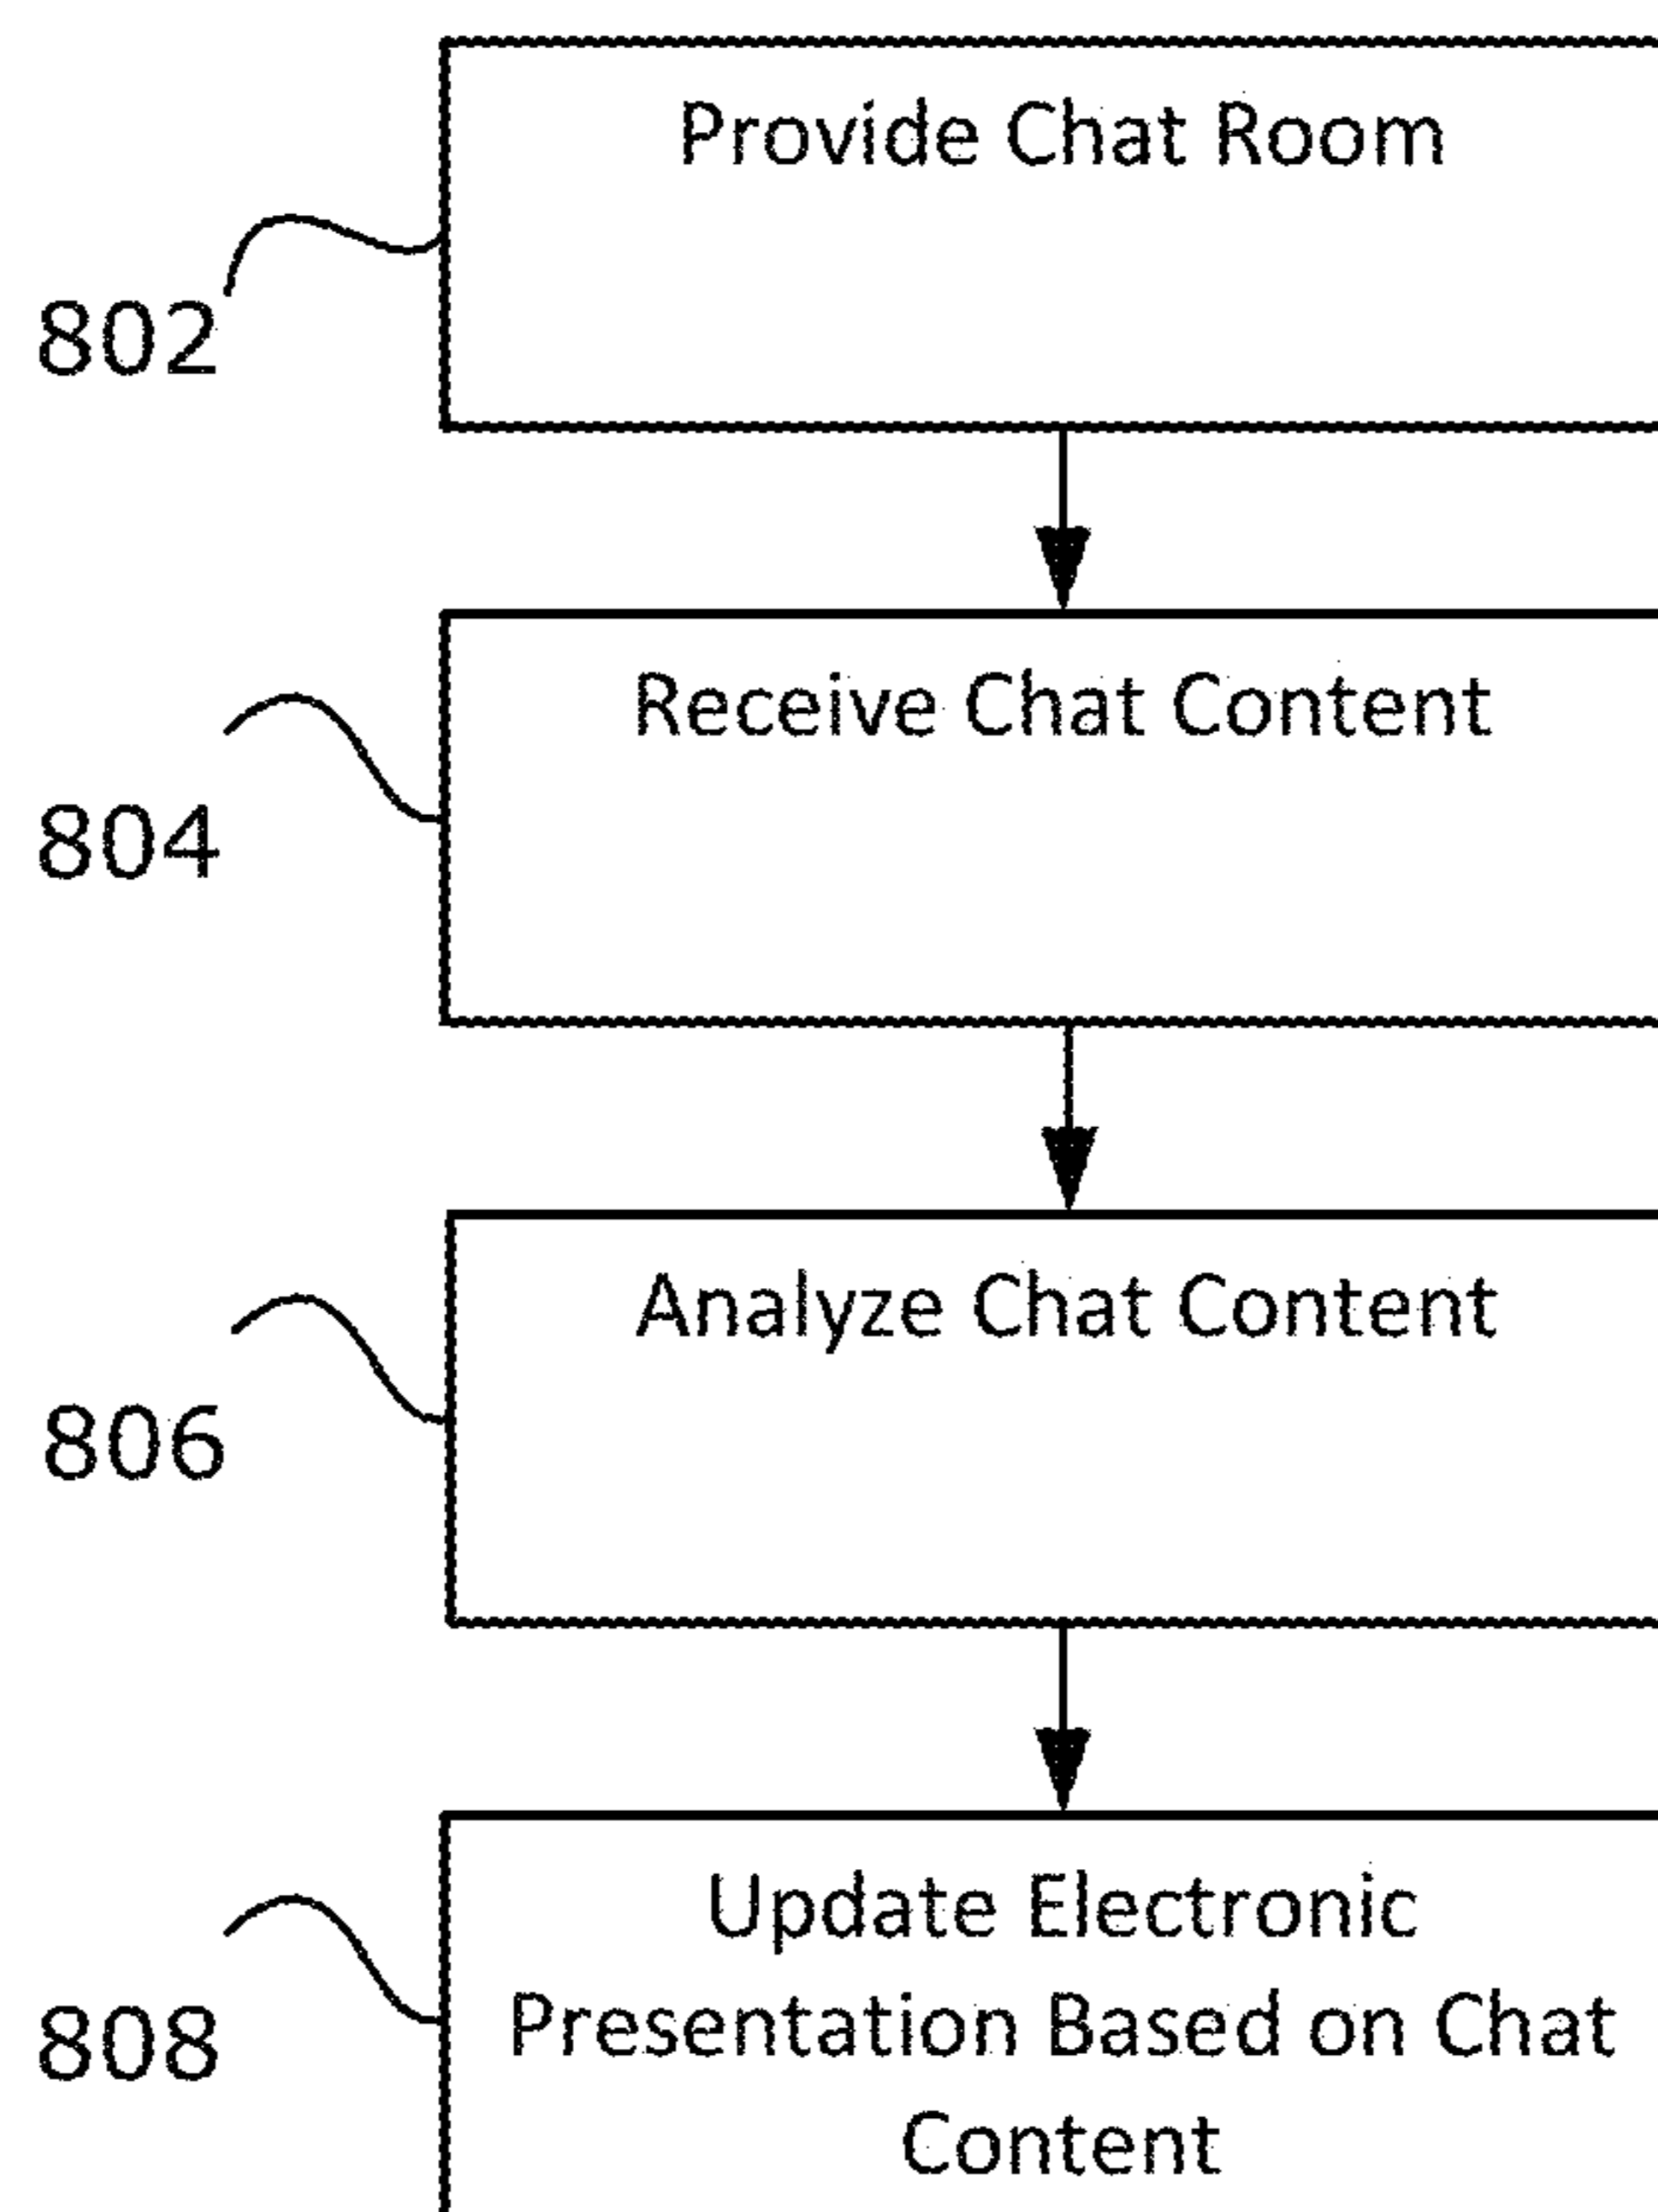 Provide Chat Room
802
Receive Chat Content
804
Analyze Chat Content
806
Update Electronic
Presentation Based on Chat
Content
808